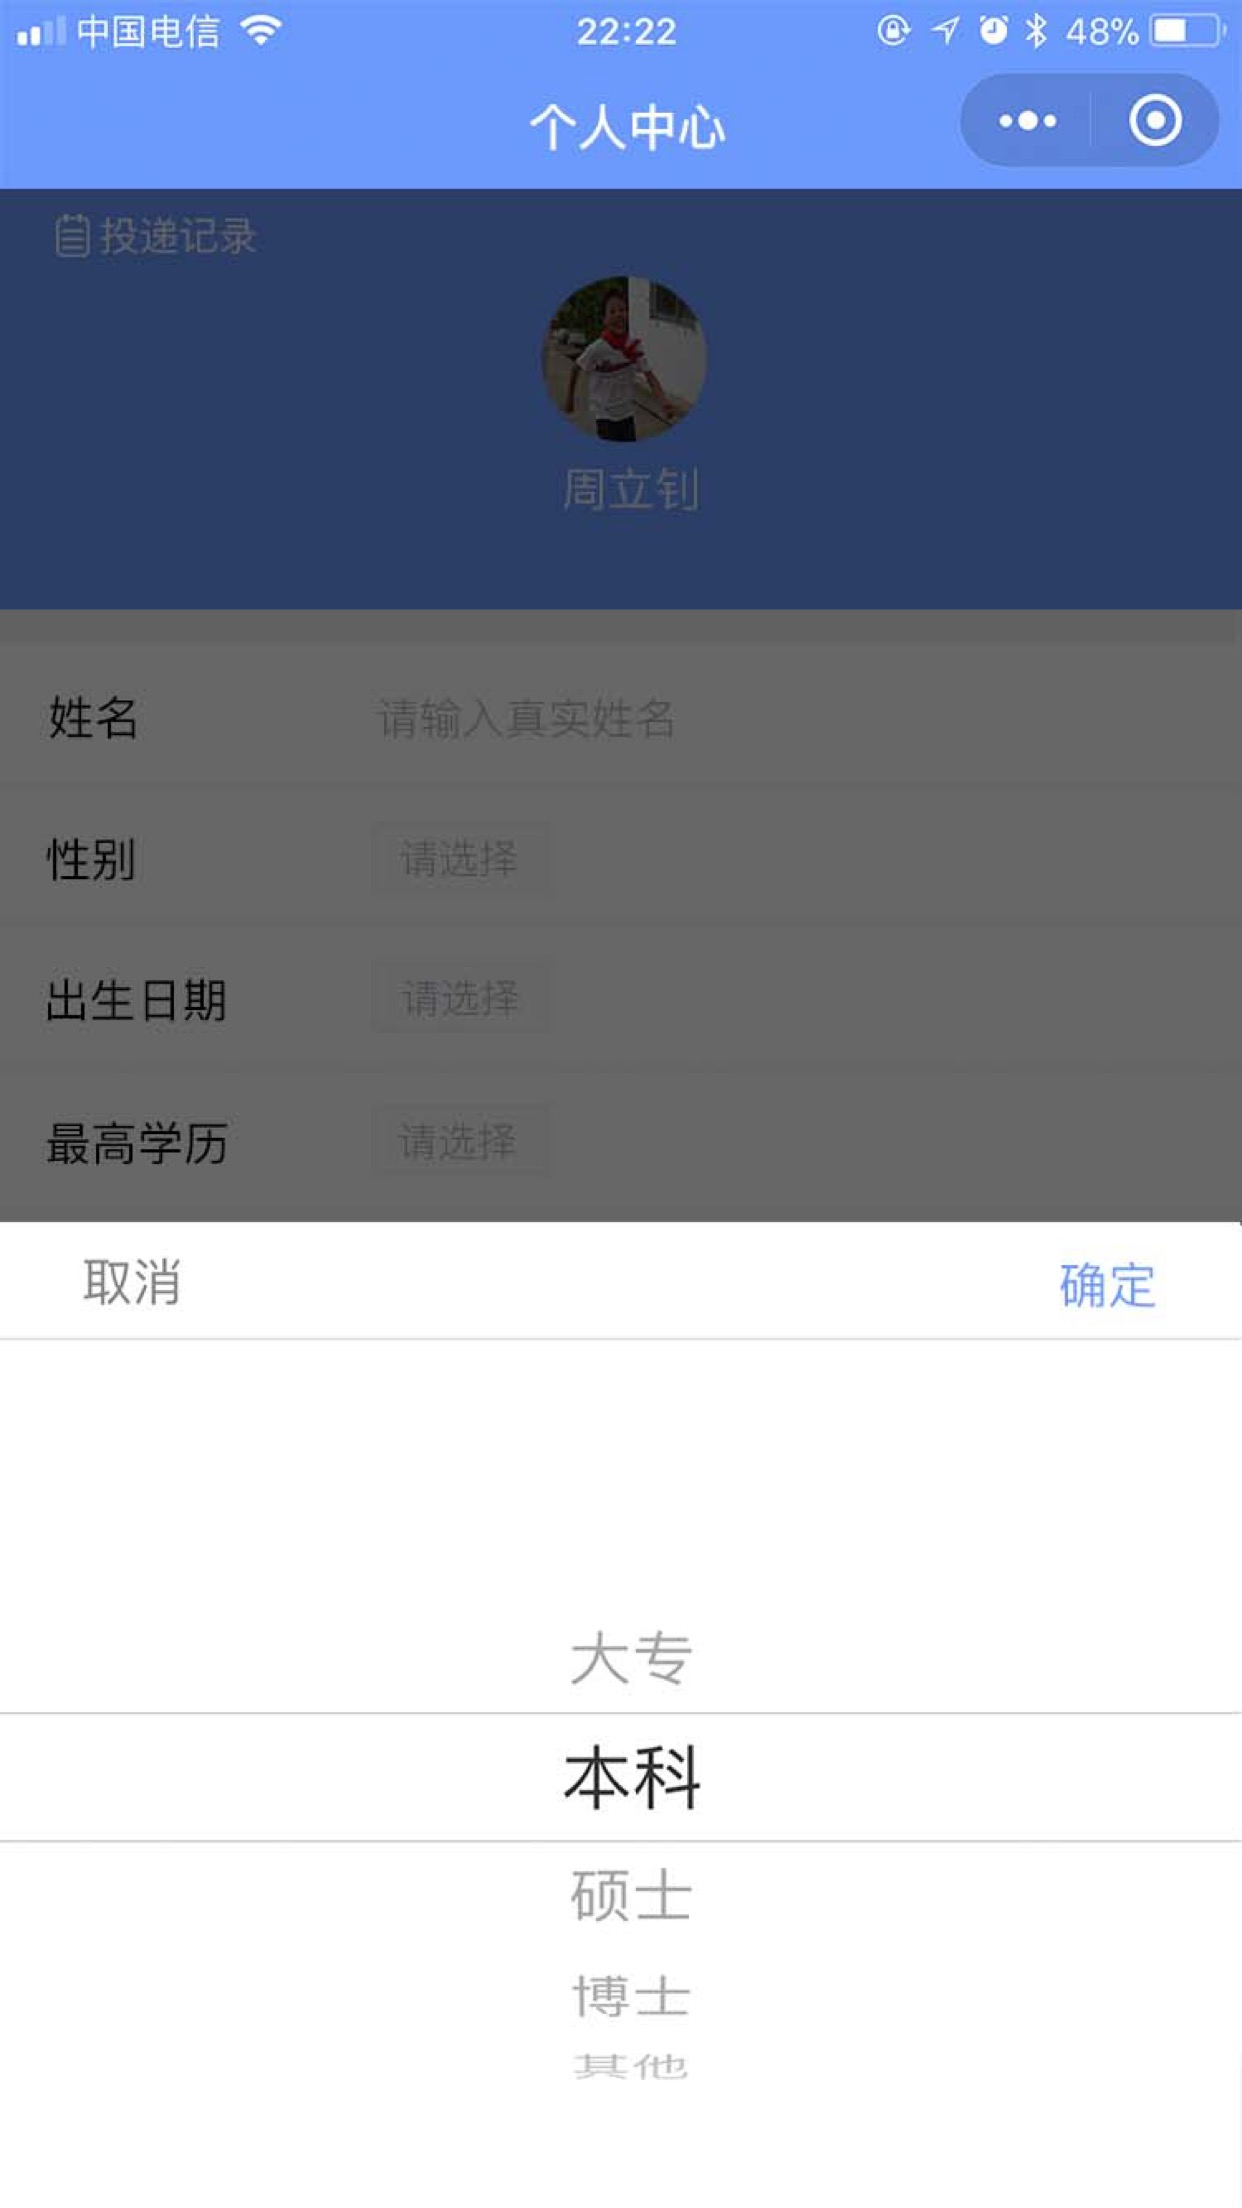 中国电信 22:22 48%
个人中心
投递记录
周立钊
姓名 请输入真实姓名
性别 请选择
出生日期 请选择
最高学历 请选择
取消 确定
大专
本科
硕士
博士
其他